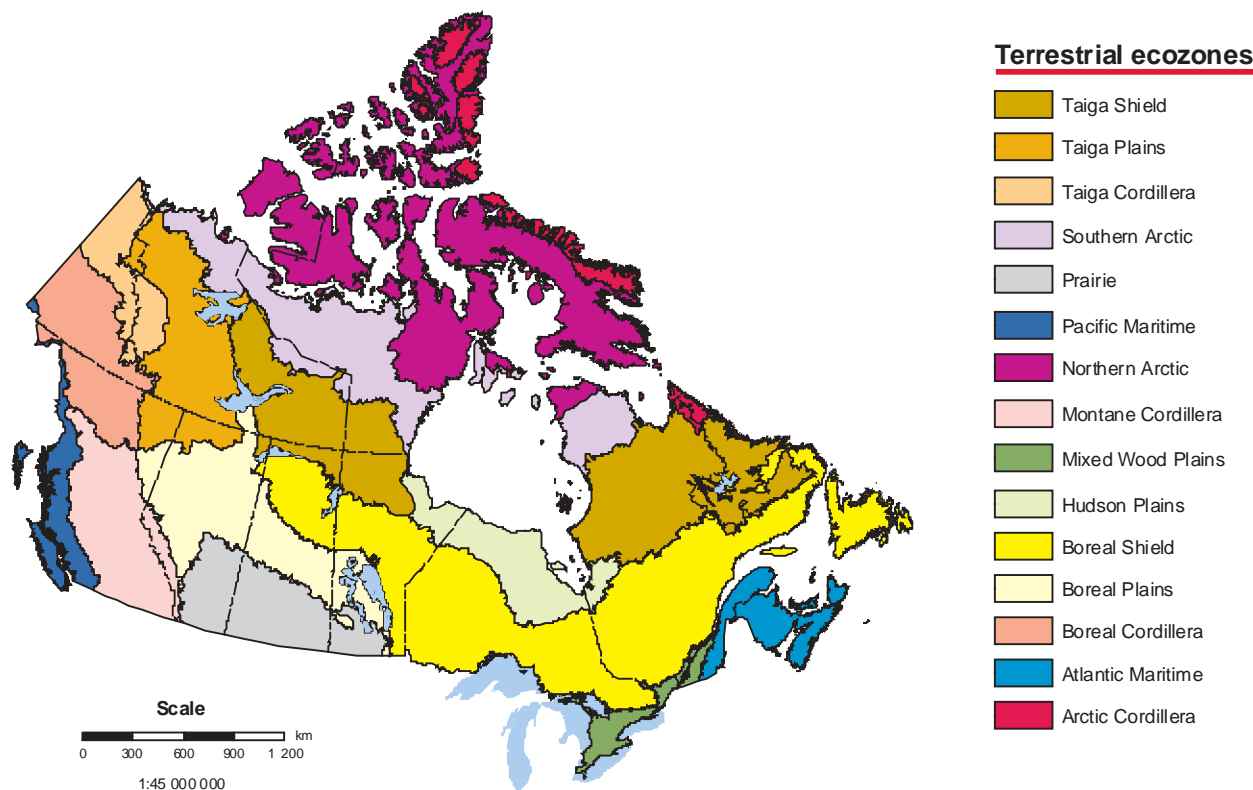 Terrestrial ecozones
Taiga Shield
Taiga Plains
Taiga Cordillera
Southern Arctic
Prairie
Pacific Maritime
Northern Arctic
Montane Cordillera
Mixed Wood Plains
Hudson Plains
Boreal Shield
Boreal Plains
Boreal Cordillera
Atlantic Maritime
Arctic Cordillera
Scale
km
0 300 600 900 1 200
1:45 000 000